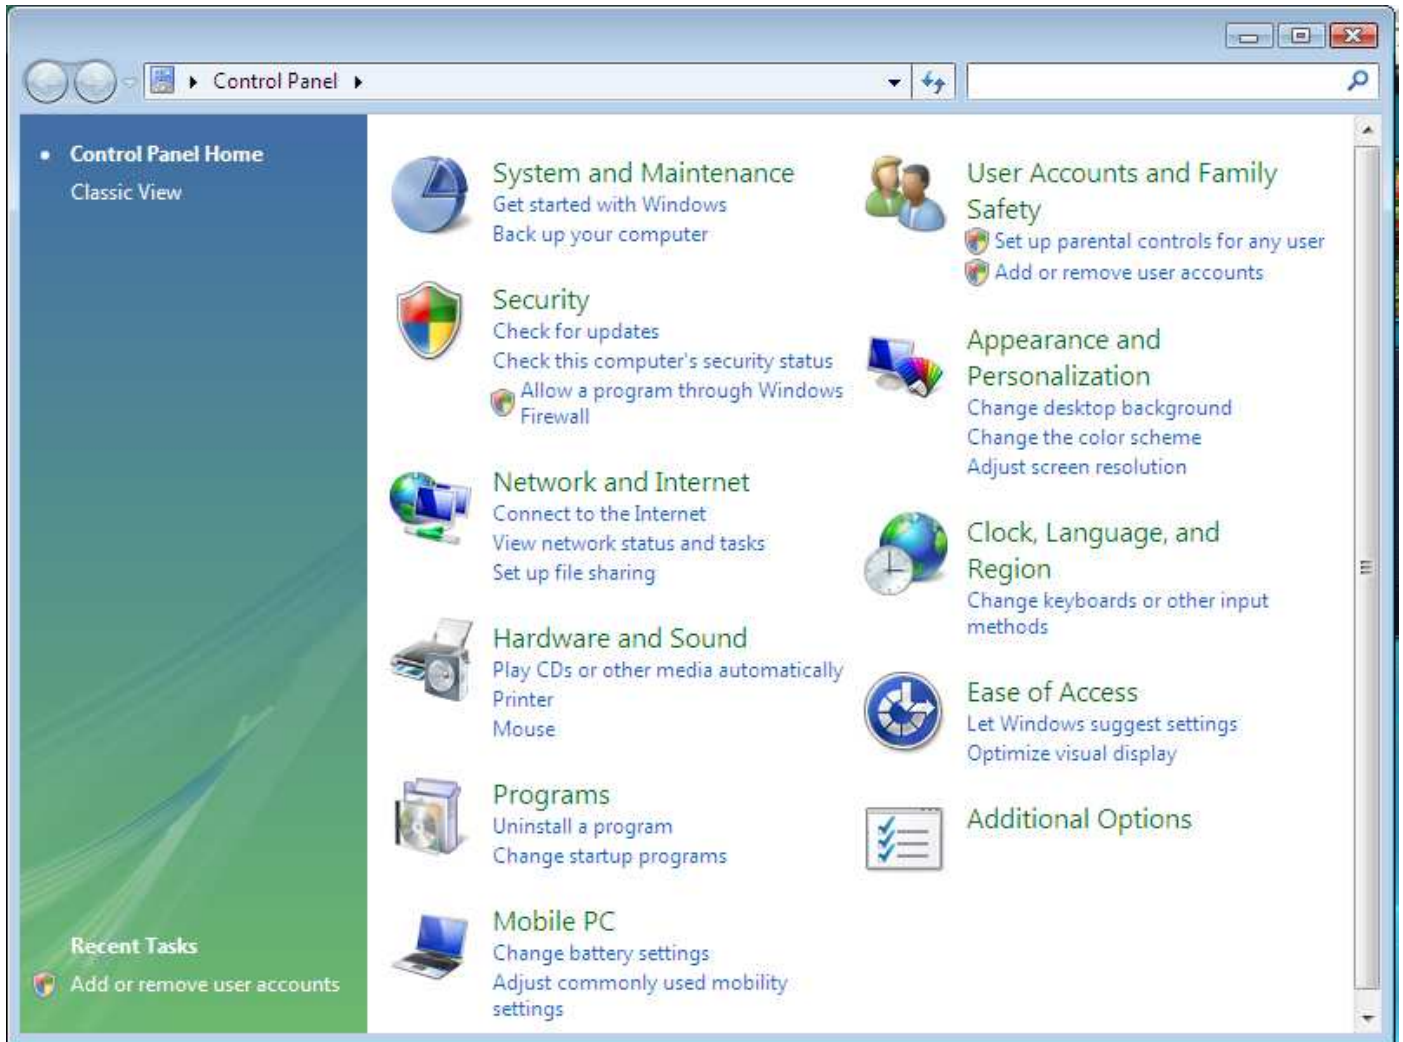 Control Panel
Control Panel Home
Classic View
System and Maintenance
Get started with Windows
Back up your computer
Security
Check for updates
Check this computer's security status
Allow a program through Windows
Firewall
Network and Internet
Connect to the Internet
View network status and tasks
Set up file sharing
Hardware and Sound
Play CDs or other media automatically
Printer
Mouse
Programs
Uninstall a program
Change startup programs
Mobile PC
Change battery settings
Adjust commonly used mobility
settings
User Accounts and Family
Safety
Set up parental controls for any user
Add or remove user accounts
Appearance and
Personalization
Change desktop background
Change the color scheme
Adjust screen resolution
Clock, Language, and
Region
Change keyboards or other input
methods
Ease of Access
Let Windows suggest settings
Optimize visual display
Additional Options
Recent Tasks
Add or remove user accounts